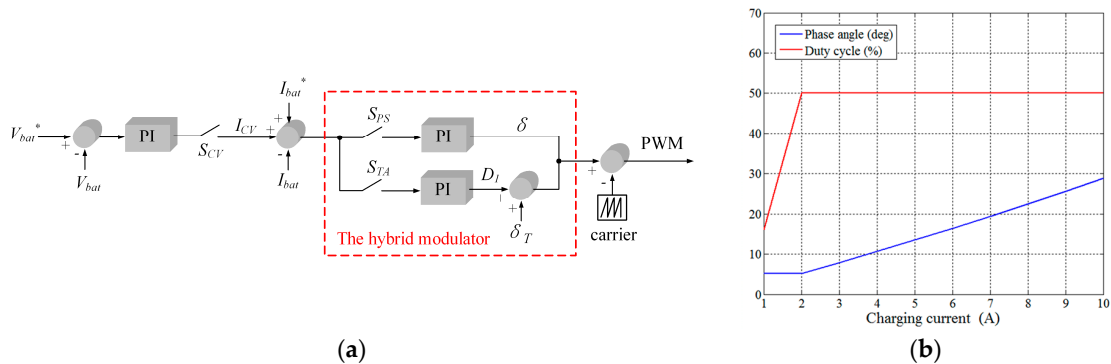 V_bat*
+
-
V_bat
PI
S_CV
I_CV
I_bat*
+
+
-
I_bat
S_PS
PI
δ
S_TA
PI
D_I
+
δ_T
The hybrid modulator
+
-
carrier
PWM
(a)
70
60
50
40
30
20
10
0
Phase angle (deg)
Duty cycle (%)
1 2 3 4 5 6 7 8 9 10
Charging current (A)
(b)